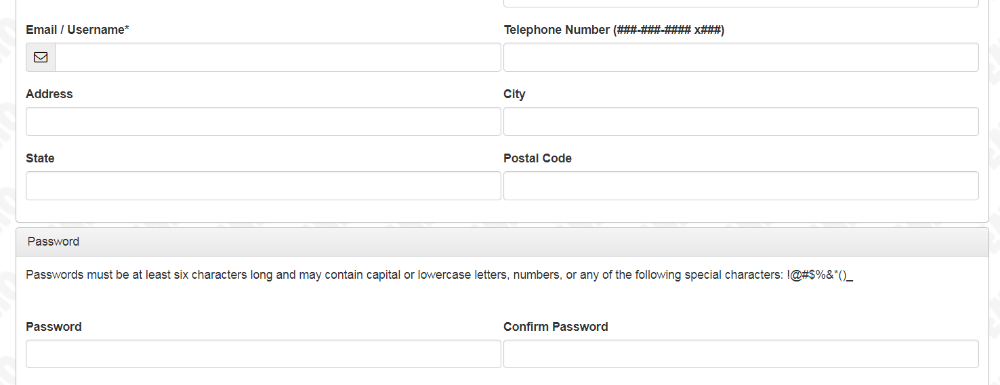 Email / Username*
Telephone Number (###-###-#### x###)
Address
City
State
Postal Code
Password
Passwords must be at least six characters long and may contain capital or lowercase letters, numbers, or any of the following special characters: !@#$%&*()_
Password
Confirm Password